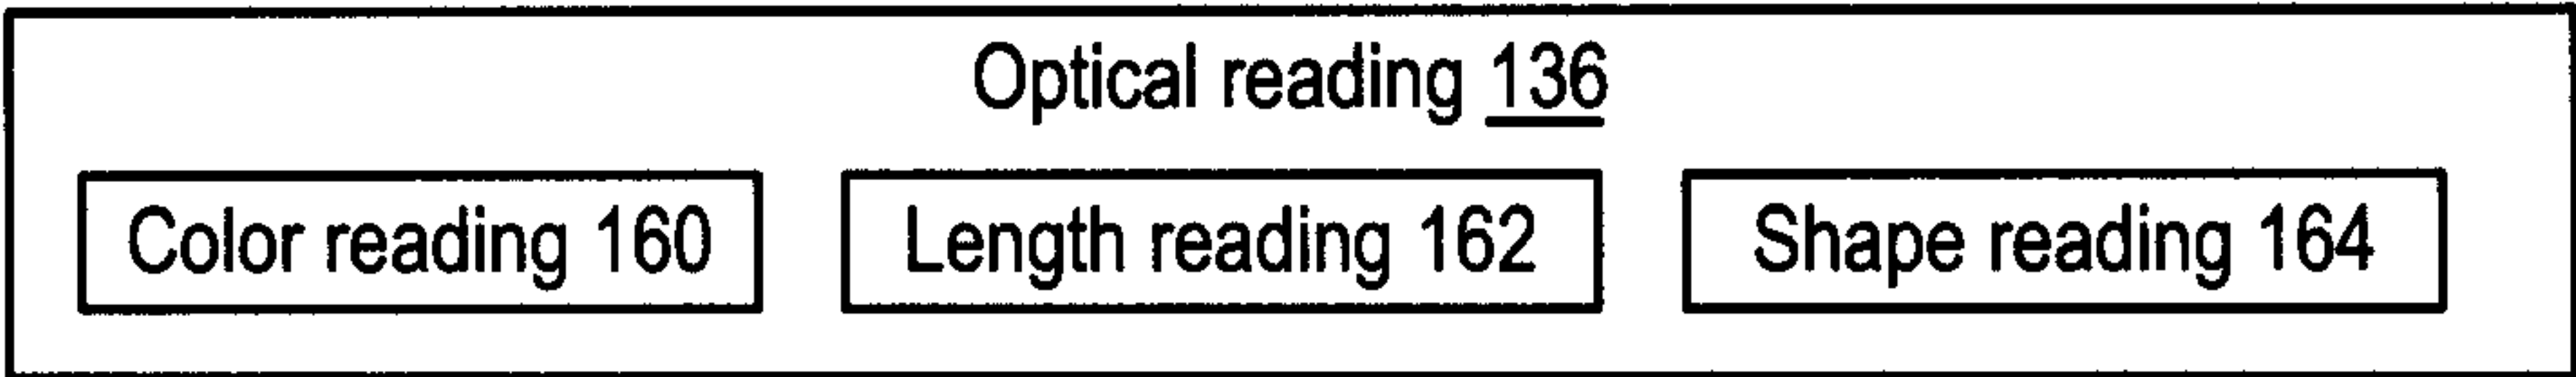 Optical reading 136
Color reading 160
Length reading 162
Shape reading 164